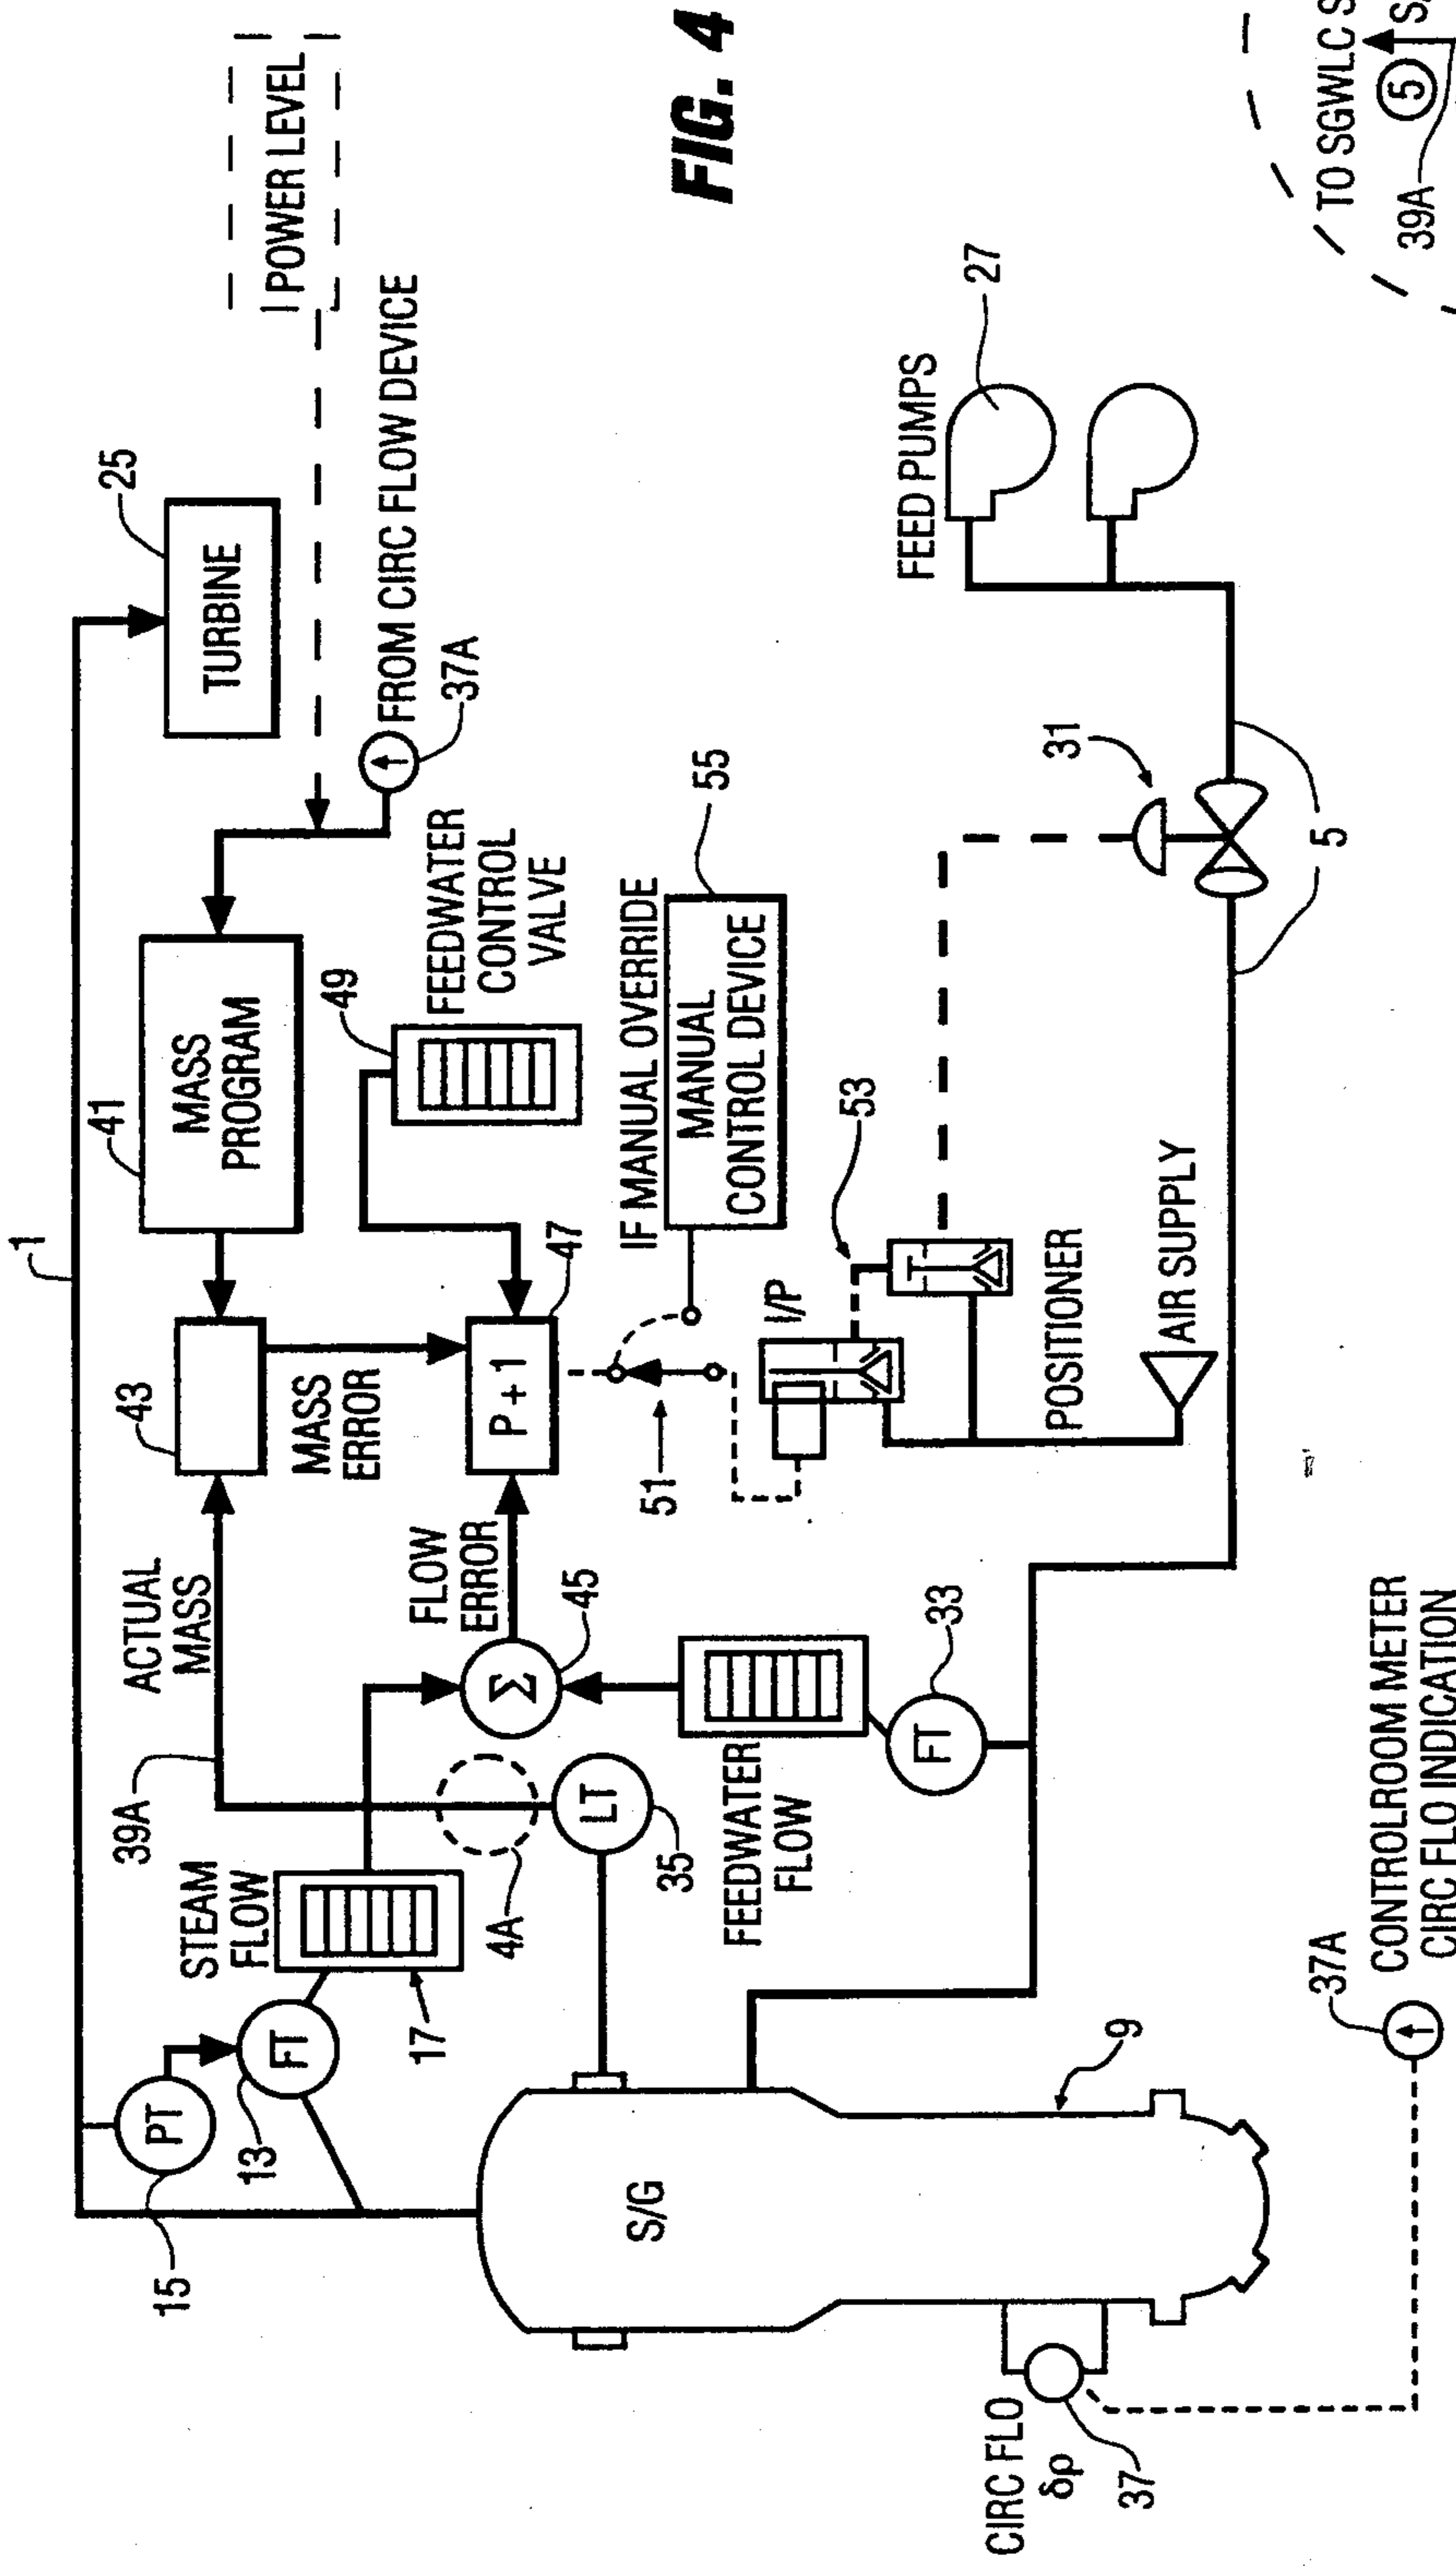 FIG. 4
1
POWER LEVEL
TURBINE
25
FROM CIRC FLOW DEVICE
37A
41
MASS
PROGRAM
43
ACTUAL
MASS
39A
MASS
ERROR
49
FEEDWATER
CONTROL
VALVE
P + 1
47
FLOW
ERROR
Σ
45
STEAM
FLOW
17
PT
15
FT
13
4A
LT
35
IF MANUAL OVERRIDE
MANUAL
CONTROL DEVICE
55
51
I/P
53
POSITIONER
AIR SUPPLY
FEEDWATER
FLOW
FT
33
FEED PUMPS
27
31
5
S/G
9
CIRC FLO
δρ
37
37A
CONTROLROOM METER
CIRC FLO INDICATION
TO SGWLC S
5
39A